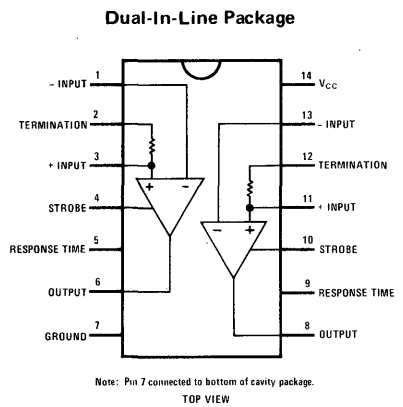 Dual-In-Line Package
− INPUT 1
TERMINATION 2
+ INPUT 3
STROBE 4
RESPONSE TIME 5
OUTPUT 6
GROUND 7
14 VCC
13 − INPUT
12 TERMINATION
11 + INPUT
10 STROBE
9 RESPONSE TIME
8 OUTPUT
+ −
− +
Note: Pin 7 connected to bottom of cavity package.
TOP VIEW